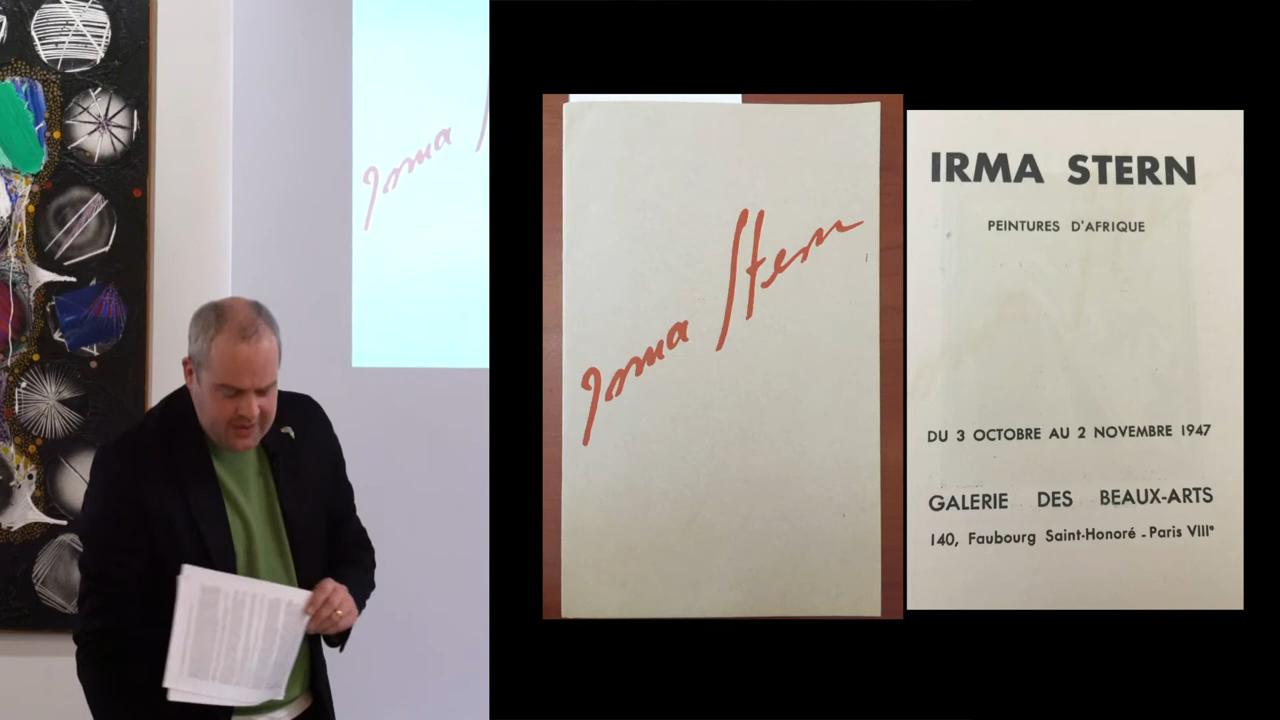 Irma
Irma Stern
IRMA STERN
PEINTURES D'AFRIQUE
DU 3 OCTOBRE AU 2 NOVEMBRE 1947
GALERIE DES BEAUX-ARTS
140, Faubourg Saint-Honoré - Paris VIIIᵉ